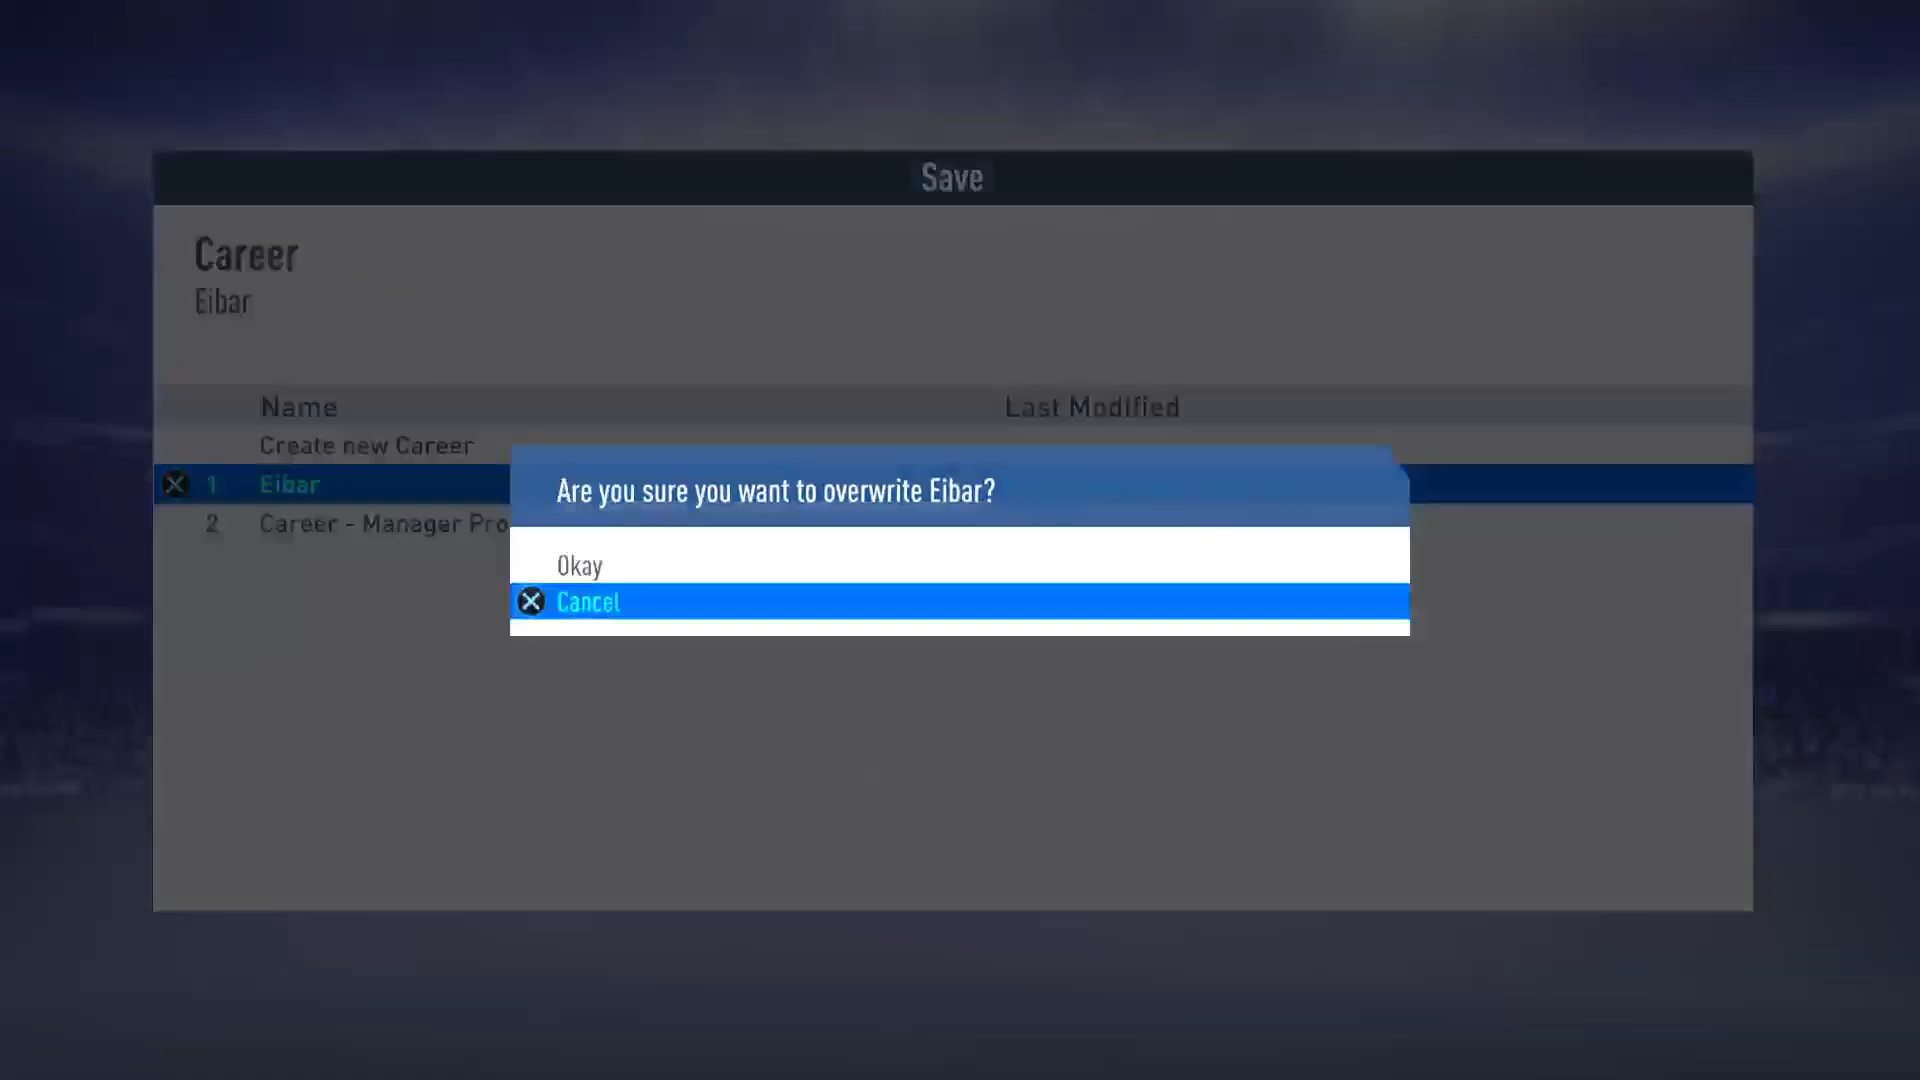 Save
Career
Eibar
Name Last Modified
Create new Career
1 Eibar
2 Career - Manager Pro
Are you sure you want to overwrite Eibar?
Okay
Cancel